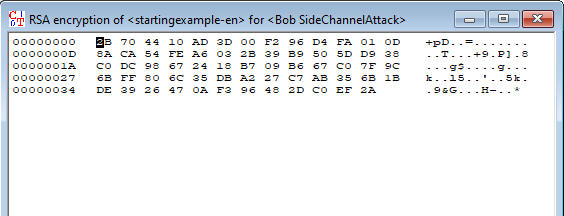 RSA encryption of <startingexample-en> for <Bob SideChannelAttack>
00000000 2B 70 44 10 AD 3D 00 F2 96 D4 FA 01 0D +pD..=.......
0000000D 8A CA 54 FE A6 03 2B 39 B9 50 5D D9 38 ..T...+9.P].8
0000001A C0 DC 98 67 24 18 B7 09 B6 67 C0 7F 9C ...g$....g...
00000027 6B FF 80 6C 35 DB A2 27 C7 AB 35 6B 1B k..l5..'..5k.
00000034 DE 39 26 47 0A F3 96 48 2D C0 EF 2A .9&G...H-..*